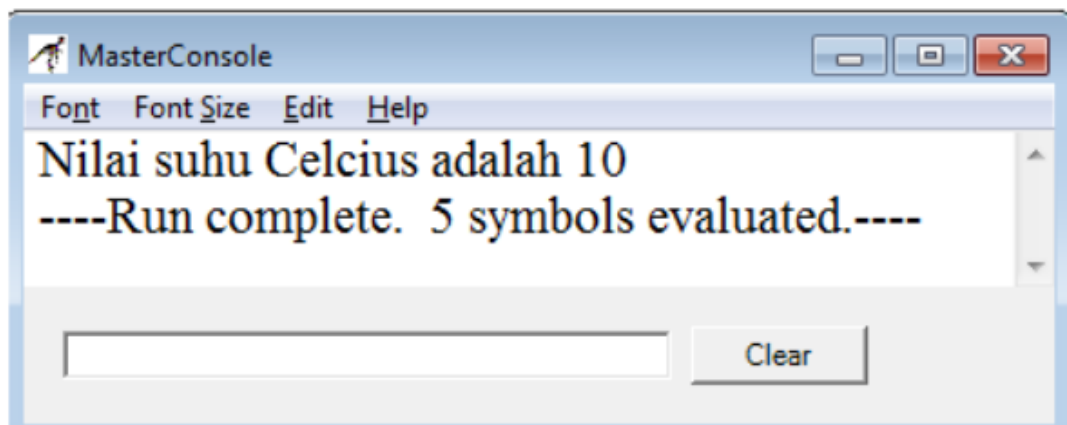 MasterConsole
Font Font Size Edit Help
Nilai suhu Celcius adalah 10
----Run complete.  5 symbols evaluated.----
Clear